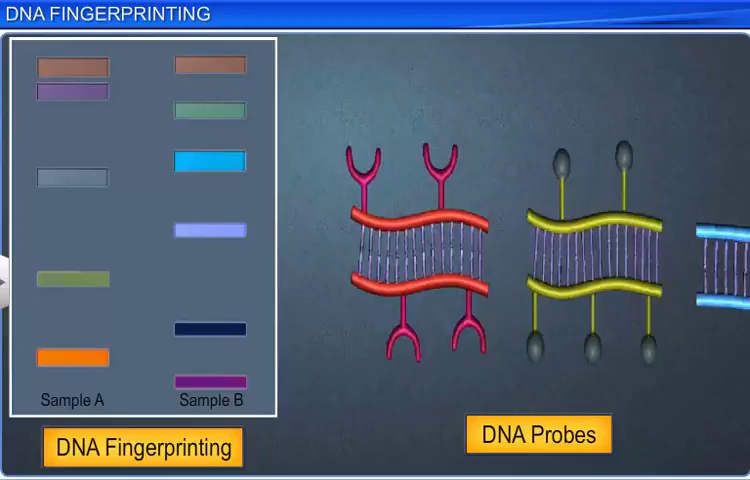 DNA FINGERPRINTING
Sample A
Sample B
DNA Fingerprinting
DNA Probes